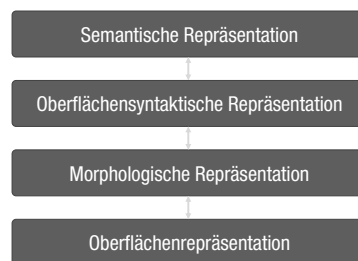 Semantische Repräsentation
Oberflächensyntaktische Repräsentation
Morphologische Repräsentation
Oberflächenrepräsentation